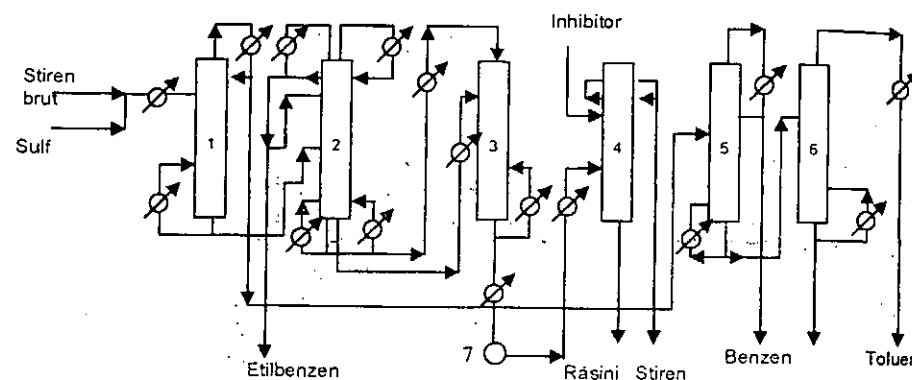 Inhibitor
Stiren
brut
Sulf
1
2
3
4
5
6
7
Etilbenzen
Răsini
Stiren
Benzen
Toluen